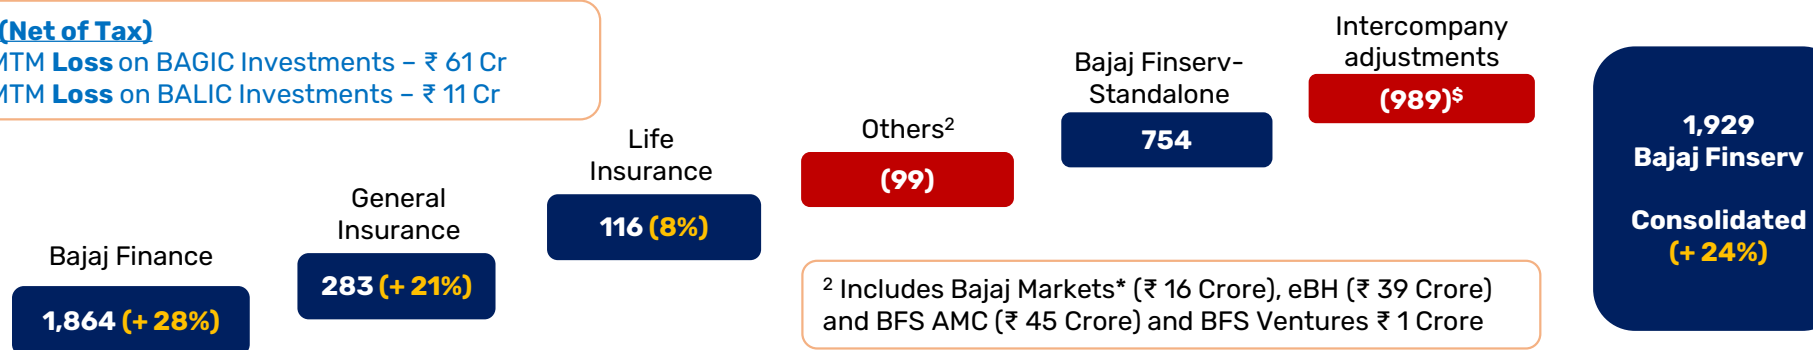 (Net of Tax)
MTM Loss on BAGIC Investments – ₹ 61 Cr
MTM Loss on BALIC Investments – ₹ 11 Cr
Bajaj Finance
1,864 (+ 28%)
General
Insurance
283 (+ 21%)
Life
Insurance
116 (8%)
Others²
(99)
Bajaj Finserv-
Standalone
754
Intercompany
adjustments
(989)$
1,929
Bajaj Finserv
Consolidated
(+ 24%)
² Includes Bajaj Markets* (₹ 16 Crore), eBH (₹ 39 Crore)
and BFS AMC (₹ 45 Crore) and BFS Ventures ₹ 1 Crore